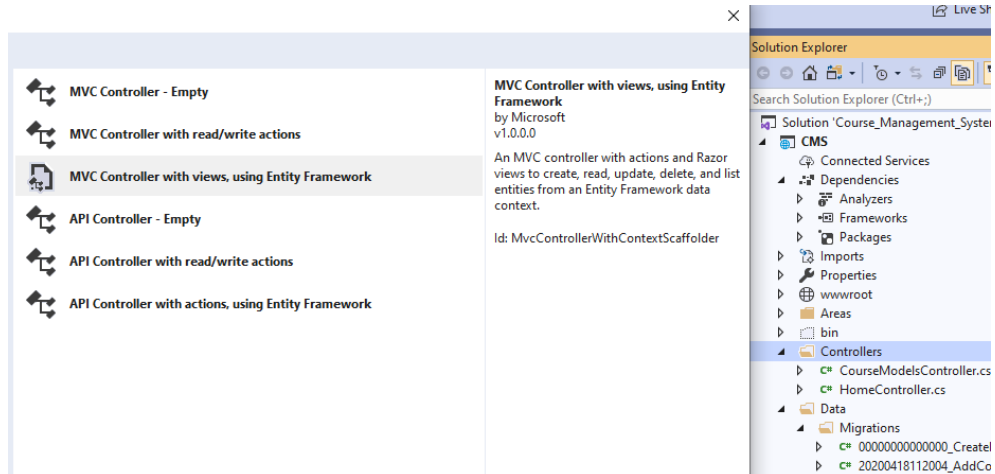 Live Sh
MVC Controller - Empty
MVC Controller with read/write actions
MVC Controller with views, using Entity Framework
API Controller - Empty
API Controller with read/write actions
API Controller with actions, using Entity Framework
MVC Controller with views, using Entity
Framework
by Microsoft
v1.0.0.0
An MVC controller with actions and Razor
views to create, read, update, delete, and list
entities from an Entity Framework data
context.
Id: MvcControllerWithContextScaffolder
Solution Explorer
Search Solution Explorer (Ctrl+;)
Solution 'Course_Management_Syster
CMS
Connected Services
Dependencies
Analyzers
Frameworks
Packages
Imports
Properties
wwwroot
Areas
bin
Controllers
C# CourseModelsController.cs
C# HomeController.cs
Data
Migrations
C# 00000000000000_Createl
C# 20200418112004_AddCo